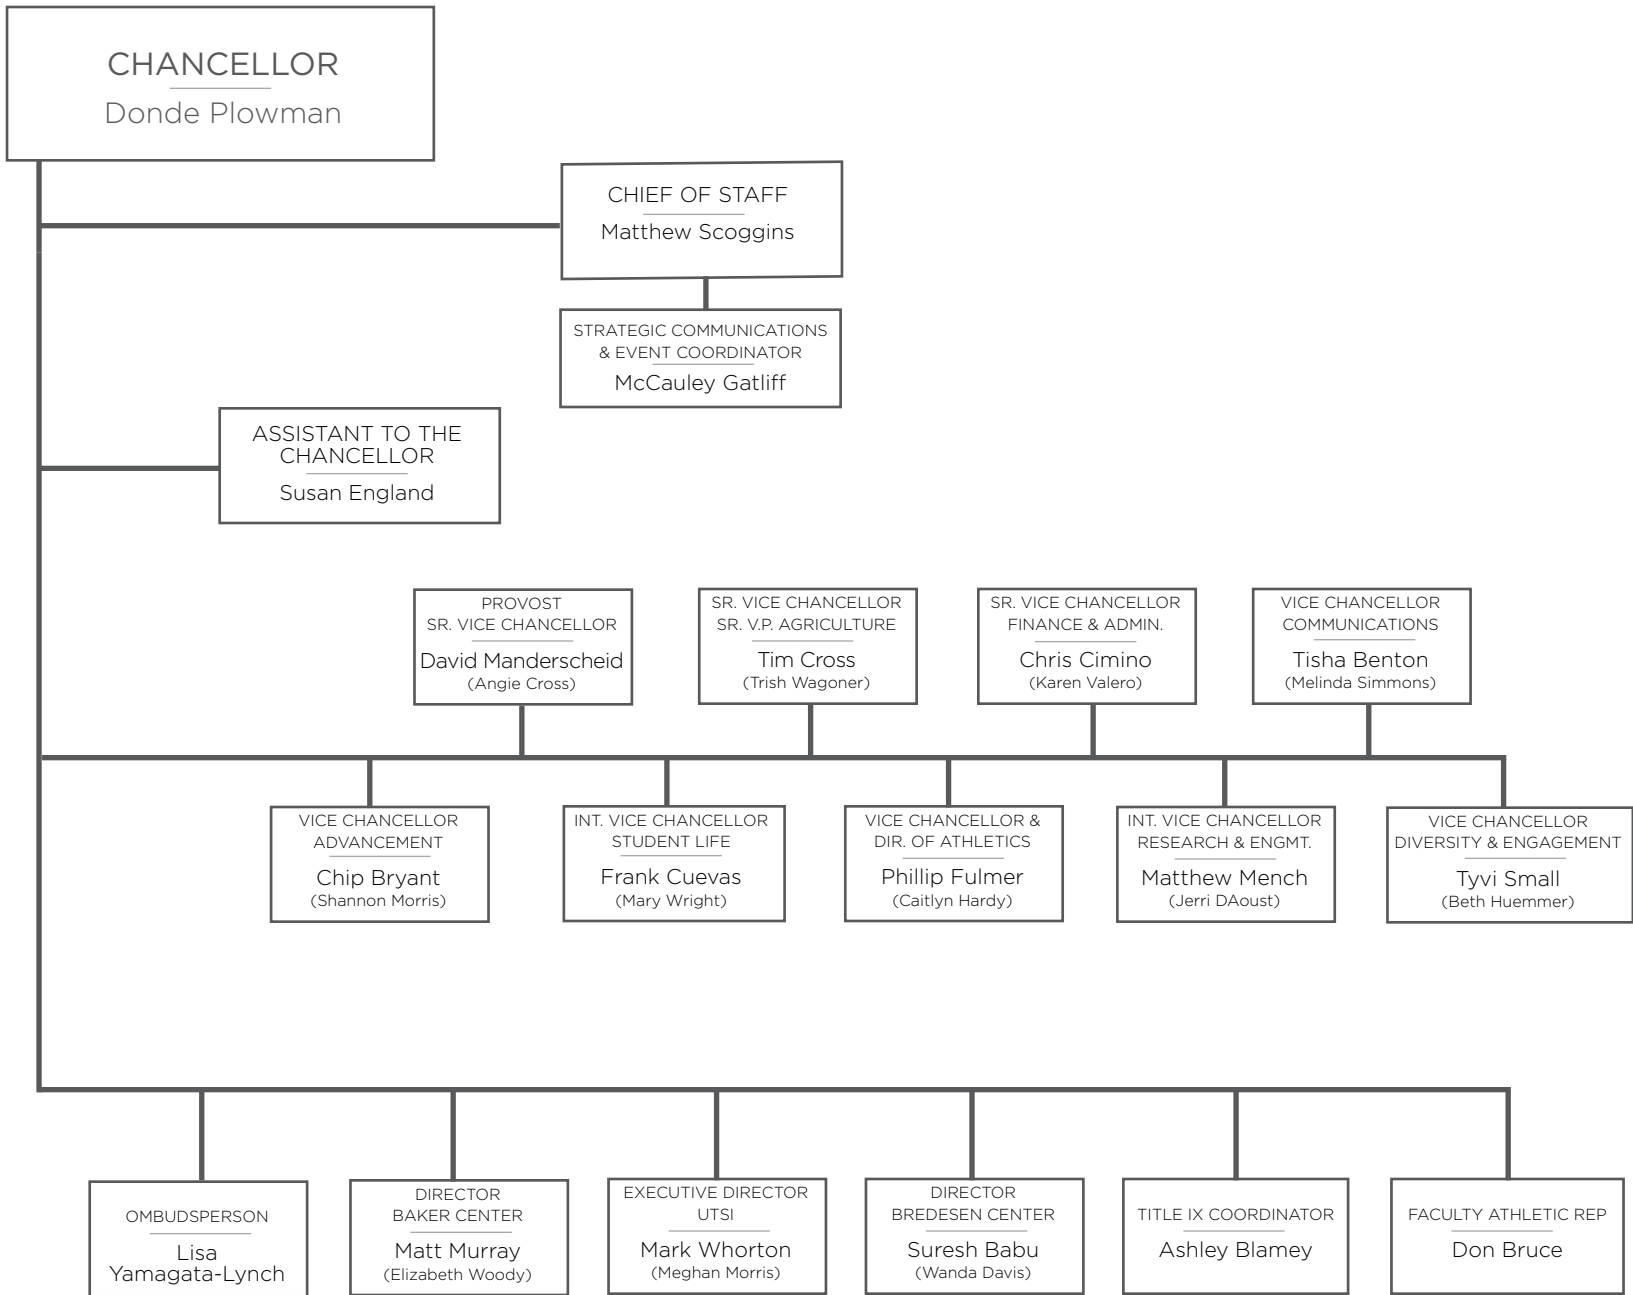 CHANCELLOR
Donde Plowman
CHIEF OF STAFF
Matthew Scoggins
STRATEGIC COMMUNICATIONS
& EVENT COORDINATOR
McCauley Gatliff
ASSISTANT TO THE
CHANCELLOR
Susan England
PROVOST
SR. VICE CHANCELLOR
David Manderscheid
(Angie Cross)
SR. VICE CHANCELLOR
SR. V.P. AGRICULTURE
Tim Cross
(Trish Wagoner)
SR. VICE CHANCELLOR
FINANCE & ADMIN.
Chris Cimino
(Karen Valero)
VICE CHANCELLOR
COMMUNICATIONS
Tisha Benton
(Melinda Simmons)
VICE CHANCELLOR
ADVANCEMENT
Chip Bryant
(Shannon Morris)
INT. VICE CHANCELLOR
STUDENT LIFE
Frank Cuevas
(Mary Wright)
VICE CHANCELLOR &
DIR. OF ATHLETICS
Phillip Fulmer
(Caitlyn Hardy)
INT. VICE CHANCELLOR
RESEARCH & ENGMT.
Matthew Mench
(Jerri DAoust)
VICE CHANCELLOR
DIVERSITY & ENGAGEMENT
Tyvi Small
(Beth Huemmer)
OMBUDSPERSON
Lisa
Yamagata-Lynch
DIRECTOR
BAKER CENTER
Matt Murray
(Elizabeth Woody)
EXECUTIVE DIRECTOR
UTSI
Mark Whorton
(Meghan Morris)
DIRECTOR
BREDESEN CENTER
Suresh Babu
(Wanda Davis)
TITLE IX COORDINATOR
Ashley Blamey
FACULTY ATHLETIC REP
Don Bruce